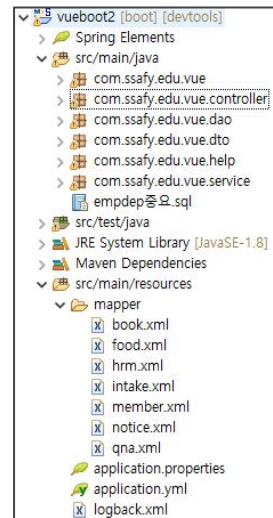 vueboot2 [boot] [devtools]
Spring Elements
src/main/java
com.ssafy.edu.vue
com.ssafy.edu.vue.controller
com.ssafy.edu.vue.dao
com.ssafy.edu.vue.dto
com.ssafy.edu.vue.help
com.ssafy.edu.vue.service
empdep중요.sql
src/test/java
JRE System Library [JavaSE-1.8]
Maven Dependencies
src/main/resources
mapper
book.xml
food.xml
hrm.xml
intake.xml
member.xml
notice.xml
qna.xml
application.properties
application.yml
logback.xml